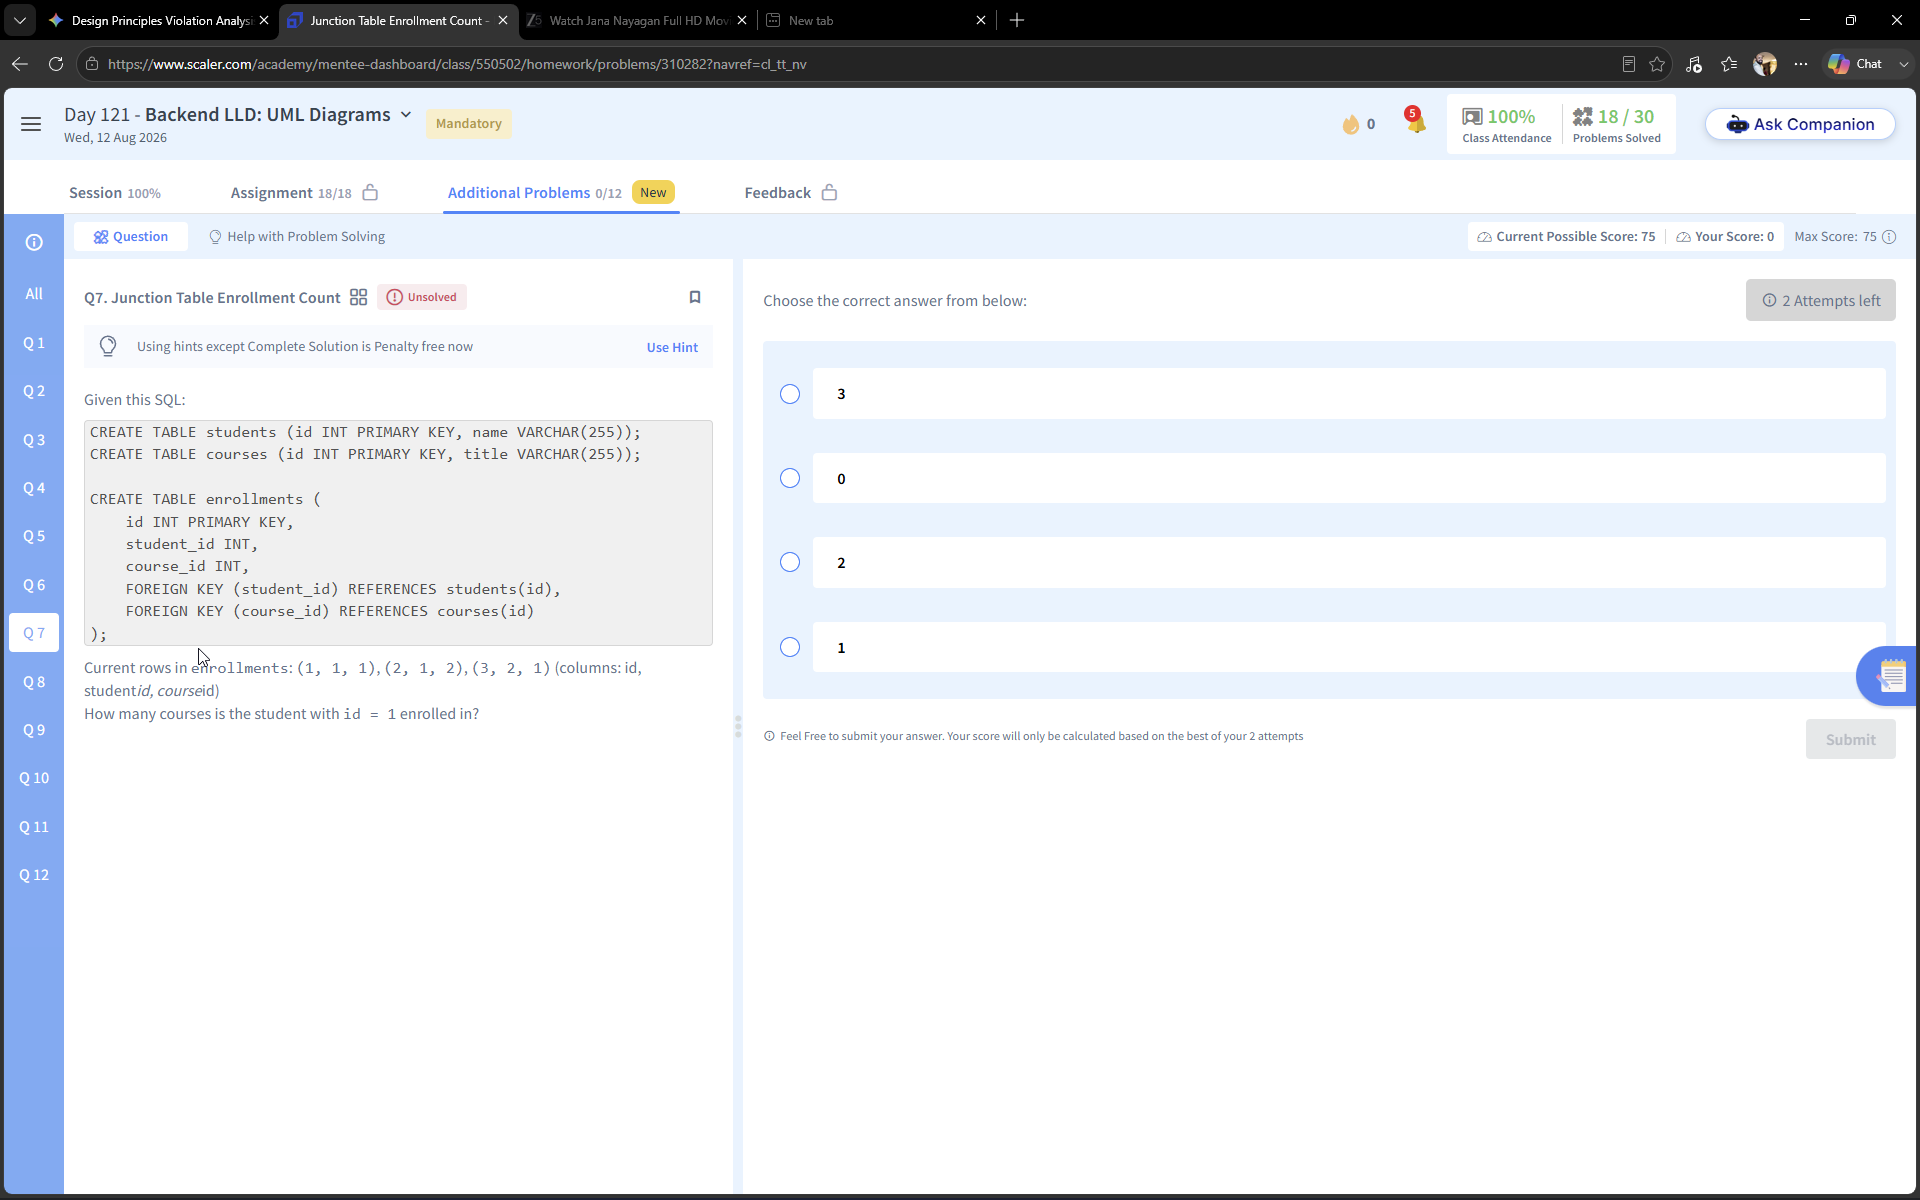 Design Principles Violation Analys
Junction Table Enrollment Count -
Watch Jana Nayagan Full HD Movi
New tab
https://www.scaler.com/academy/mentee-dashboard/class/550502/homework/problems/310282?navref=cl_tt_nv
Chat
Day 121 - Backend LLD: UML Diagrams
Wed, 12 Aug 2026
Mandatory
0
5
100%
Class Attendance
18 / 30
Problems Solved
Ask Companion
Session 100%
Assignment 18/18
Additional Problems 0/12 New
Feedback
Question
Help with Problem Solving
Current Possible Score: 75
Your Score: 0
Max Score: 75
All
Q 1
Q 2
Q 3
Q 4
Q 5
Q 6
Q 7
Q 8
Q 9
Q 10
Q 11
Q 12
Q7. Junction Table Enrollment Count
Unsolved
Using hints except Complete Solution is Penalty free now
Use Hint
Given this SQL:
CREATE TABLE students (id INT PRIMARY KEY, name VARCHAR(255));
CREATE TABLE courses (id INT PRIMARY KEY, title VARCHAR(255));
CREATE TABLE enrollments (
id INT PRIMARY KEY,
student_id INT,
course_id INT,
FOREIGN KEY (student_id) REFERENCES students(id),
FOREIGN KEY (course_id) REFERENCES courses(id)
);
Current rows in enrollments: (1, 1, 1), (2, 1, 2), (3, 2, 1) (columns: id,
studentid, courseid)
How many courses is the student with id = 1 enrolled in?
Choose the correct answer from below:
2 Attempts left
3
0
2
1
Feel Free to submit your answer. Your score will only be calculated based on the best of your 2 attempts
Submit